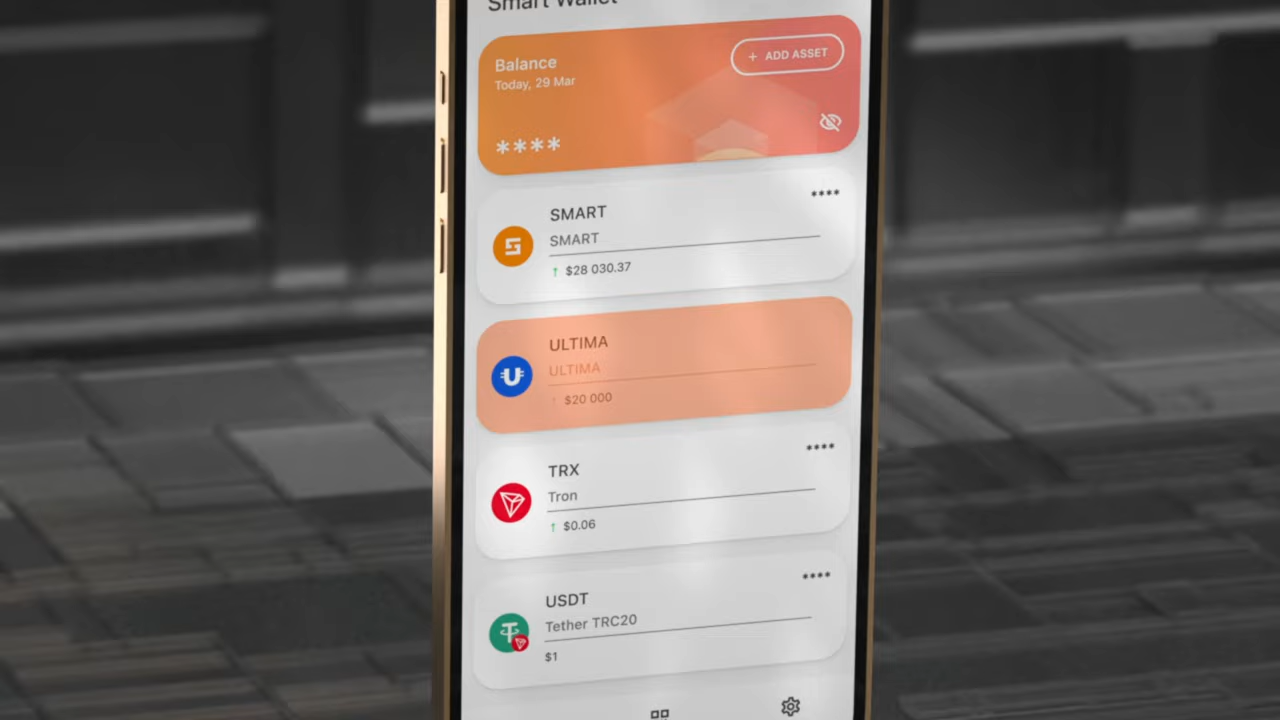 Smart Wallet
Balance
+ ADD ASSET
Today, 29 Mar
****
****
SMART
SMART
↑ $28 030.37
ULTIMA
ULTIMA
↑ $20 000
****
TRX
Tron
↑ $0.06
****
USDT
Tether TRC20
$1